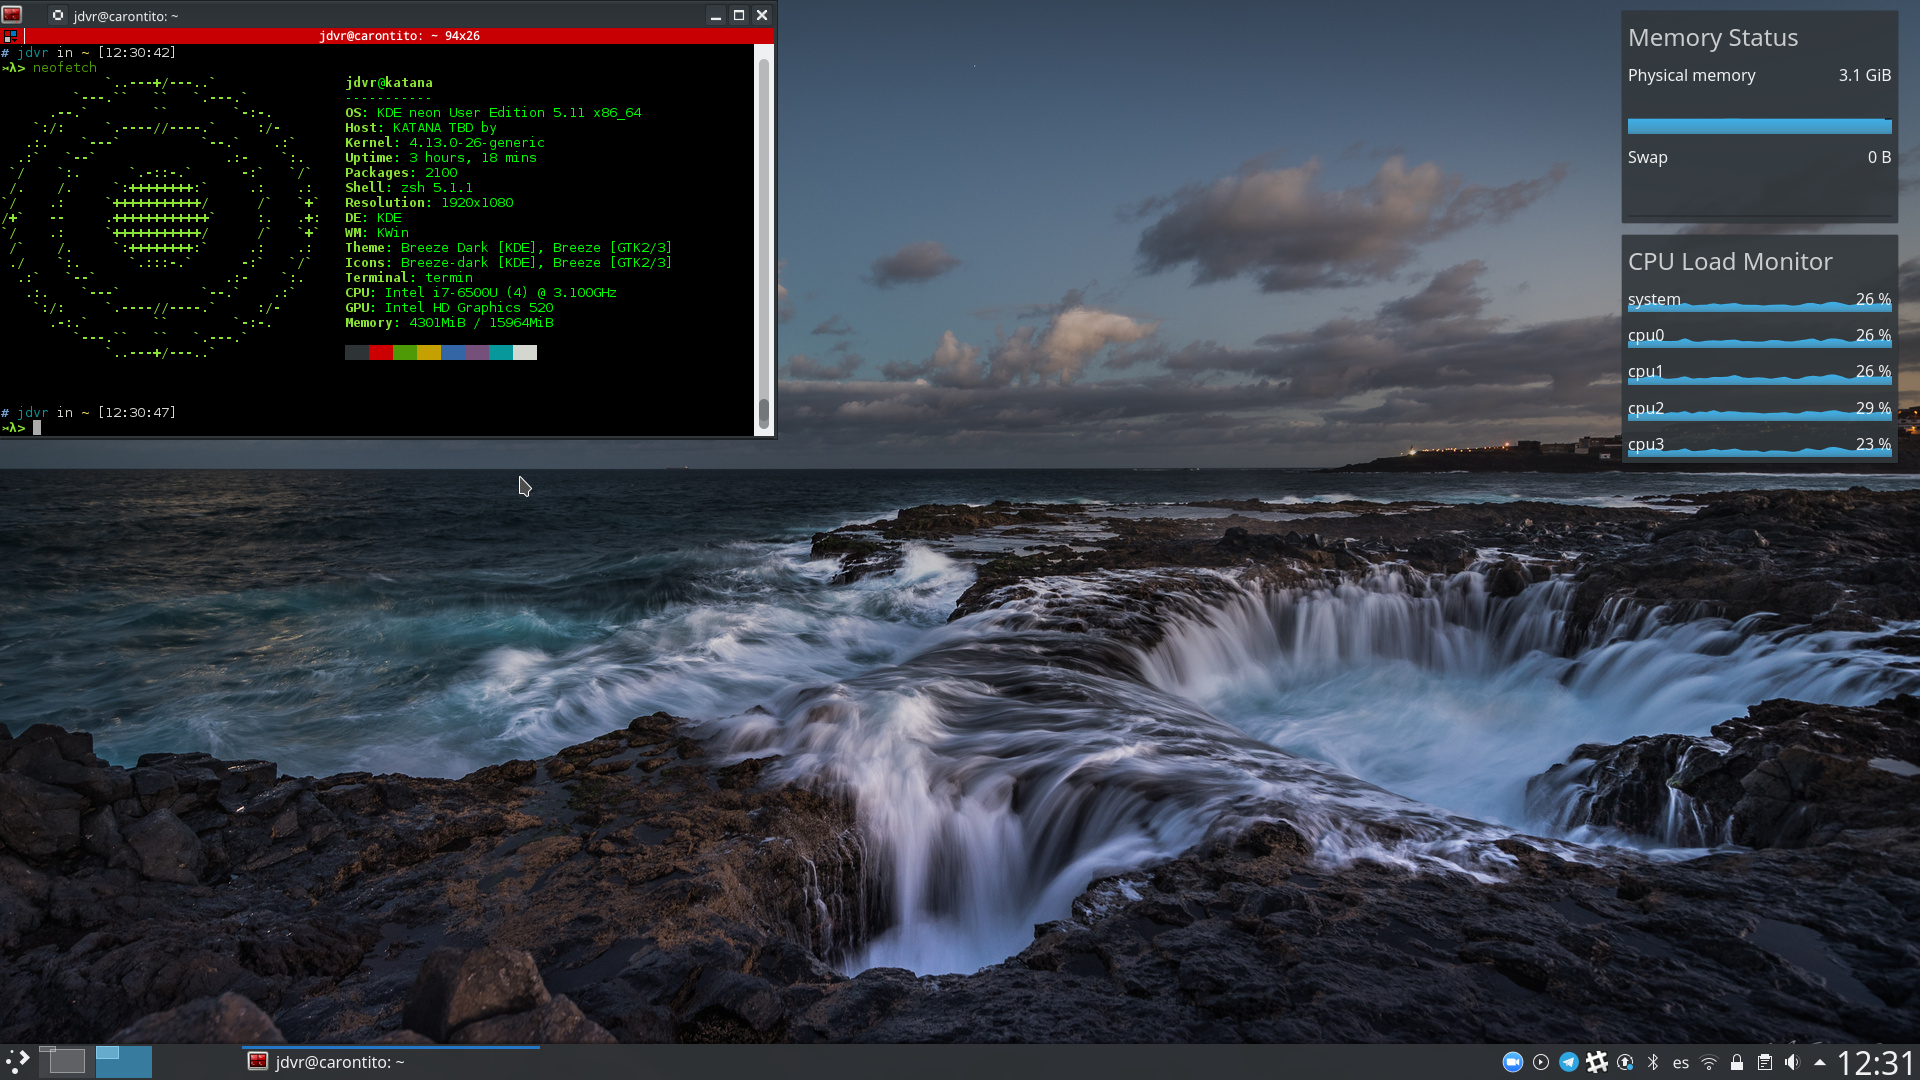 jdvr@carontito: ~
jdvr@carontito: ~ 94x26
# jdvr in ~ [12:30:42]
λ> neofetch
jdvr@katana
-----------
OS: KDE neon User Edition 5.11 x86_64
Host: KATANA TBD by
Kernel: 4.13.0-26-generic
Uptime: 3 hours, 18 mins
Packages: 2100
Shell: zsh 5.1.1
Resolution: 1920x1080
DE: KDE
WM: KWin
Theme: Breeze Dark [KDE], Breeze [GTK2/3]
Icons: Breeze-dark [KDE], Breeze [GTK2/3]
Terminal: termin
CPU: Intel i7-6500U (4) @ 3.100GHz
GPU: Intel HD Graphics 520
Memory: 4301MiB / 15964MiB
# jdvr in ~ [12:30:47]
λ>
Memory Status
Physical memory 3.1 GiB
Swap 0 B
CPU Load Monitor
system 26 %
cpu0 26 %
cpu1 26 %
cpu2 29 %
cpu3 23 %
jdvr@carontito: ~
es
12:31